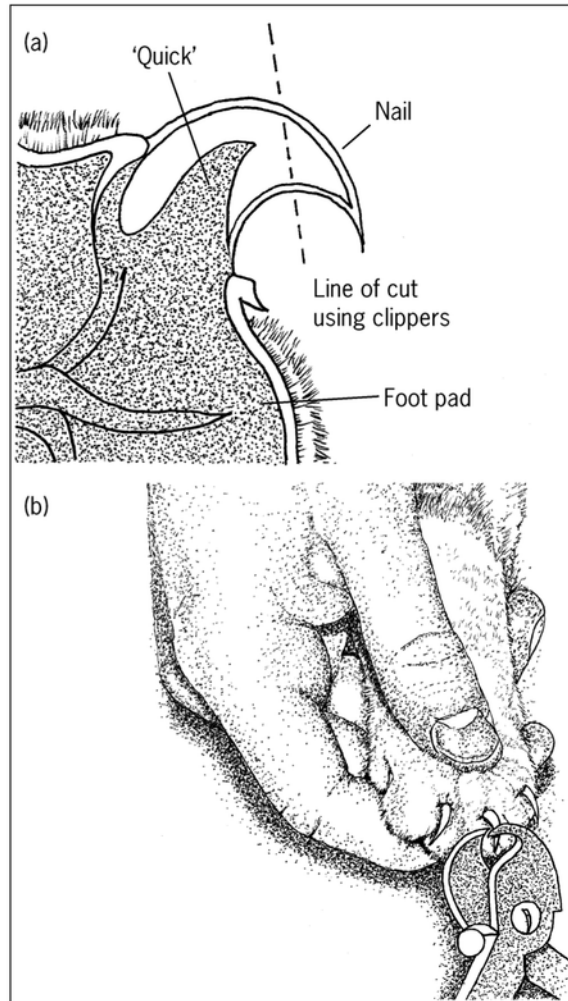 (a)
‘Quick’
Nail
Line of cut
using clippers
Foot pad
(b)